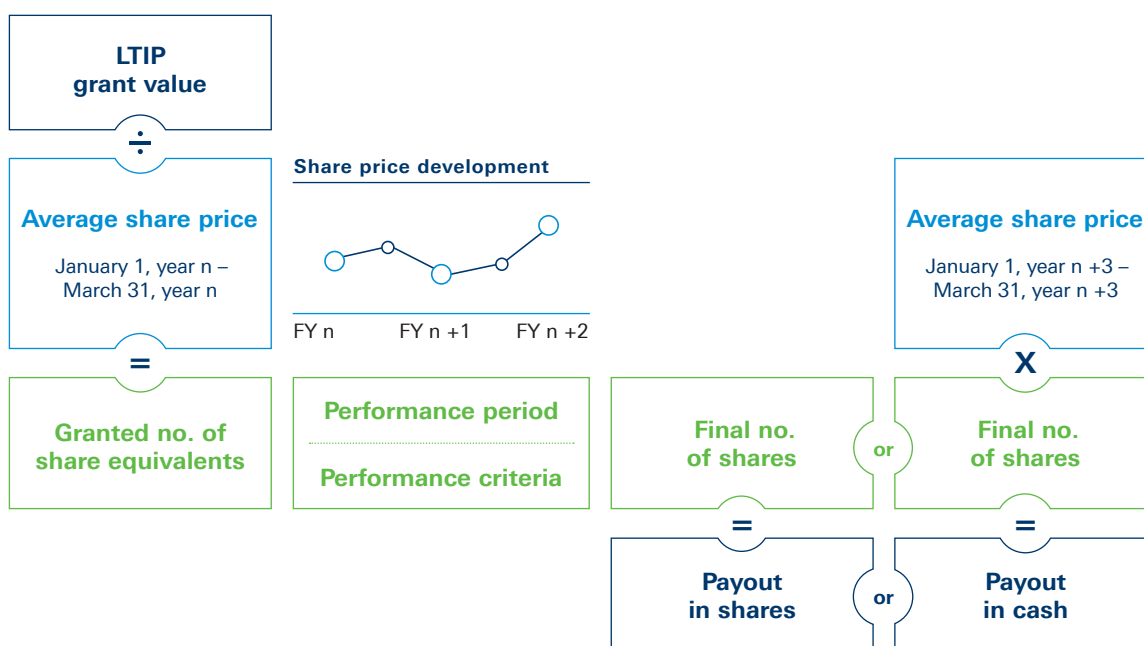 LTIP
grant value
÷
Average share price
January 1, year n –
March 31, year n
=
Granted no. of
share equivalents
Share price development
FY n
FY n +1
FY n +2
Performance period
Performance criteria
Final no.
of shares
or
Average share price
January 1, year n +3 –
March 31, year n +3
X
Final no.
of shares
=
Payout
in shares
or
=
Payout
in cash